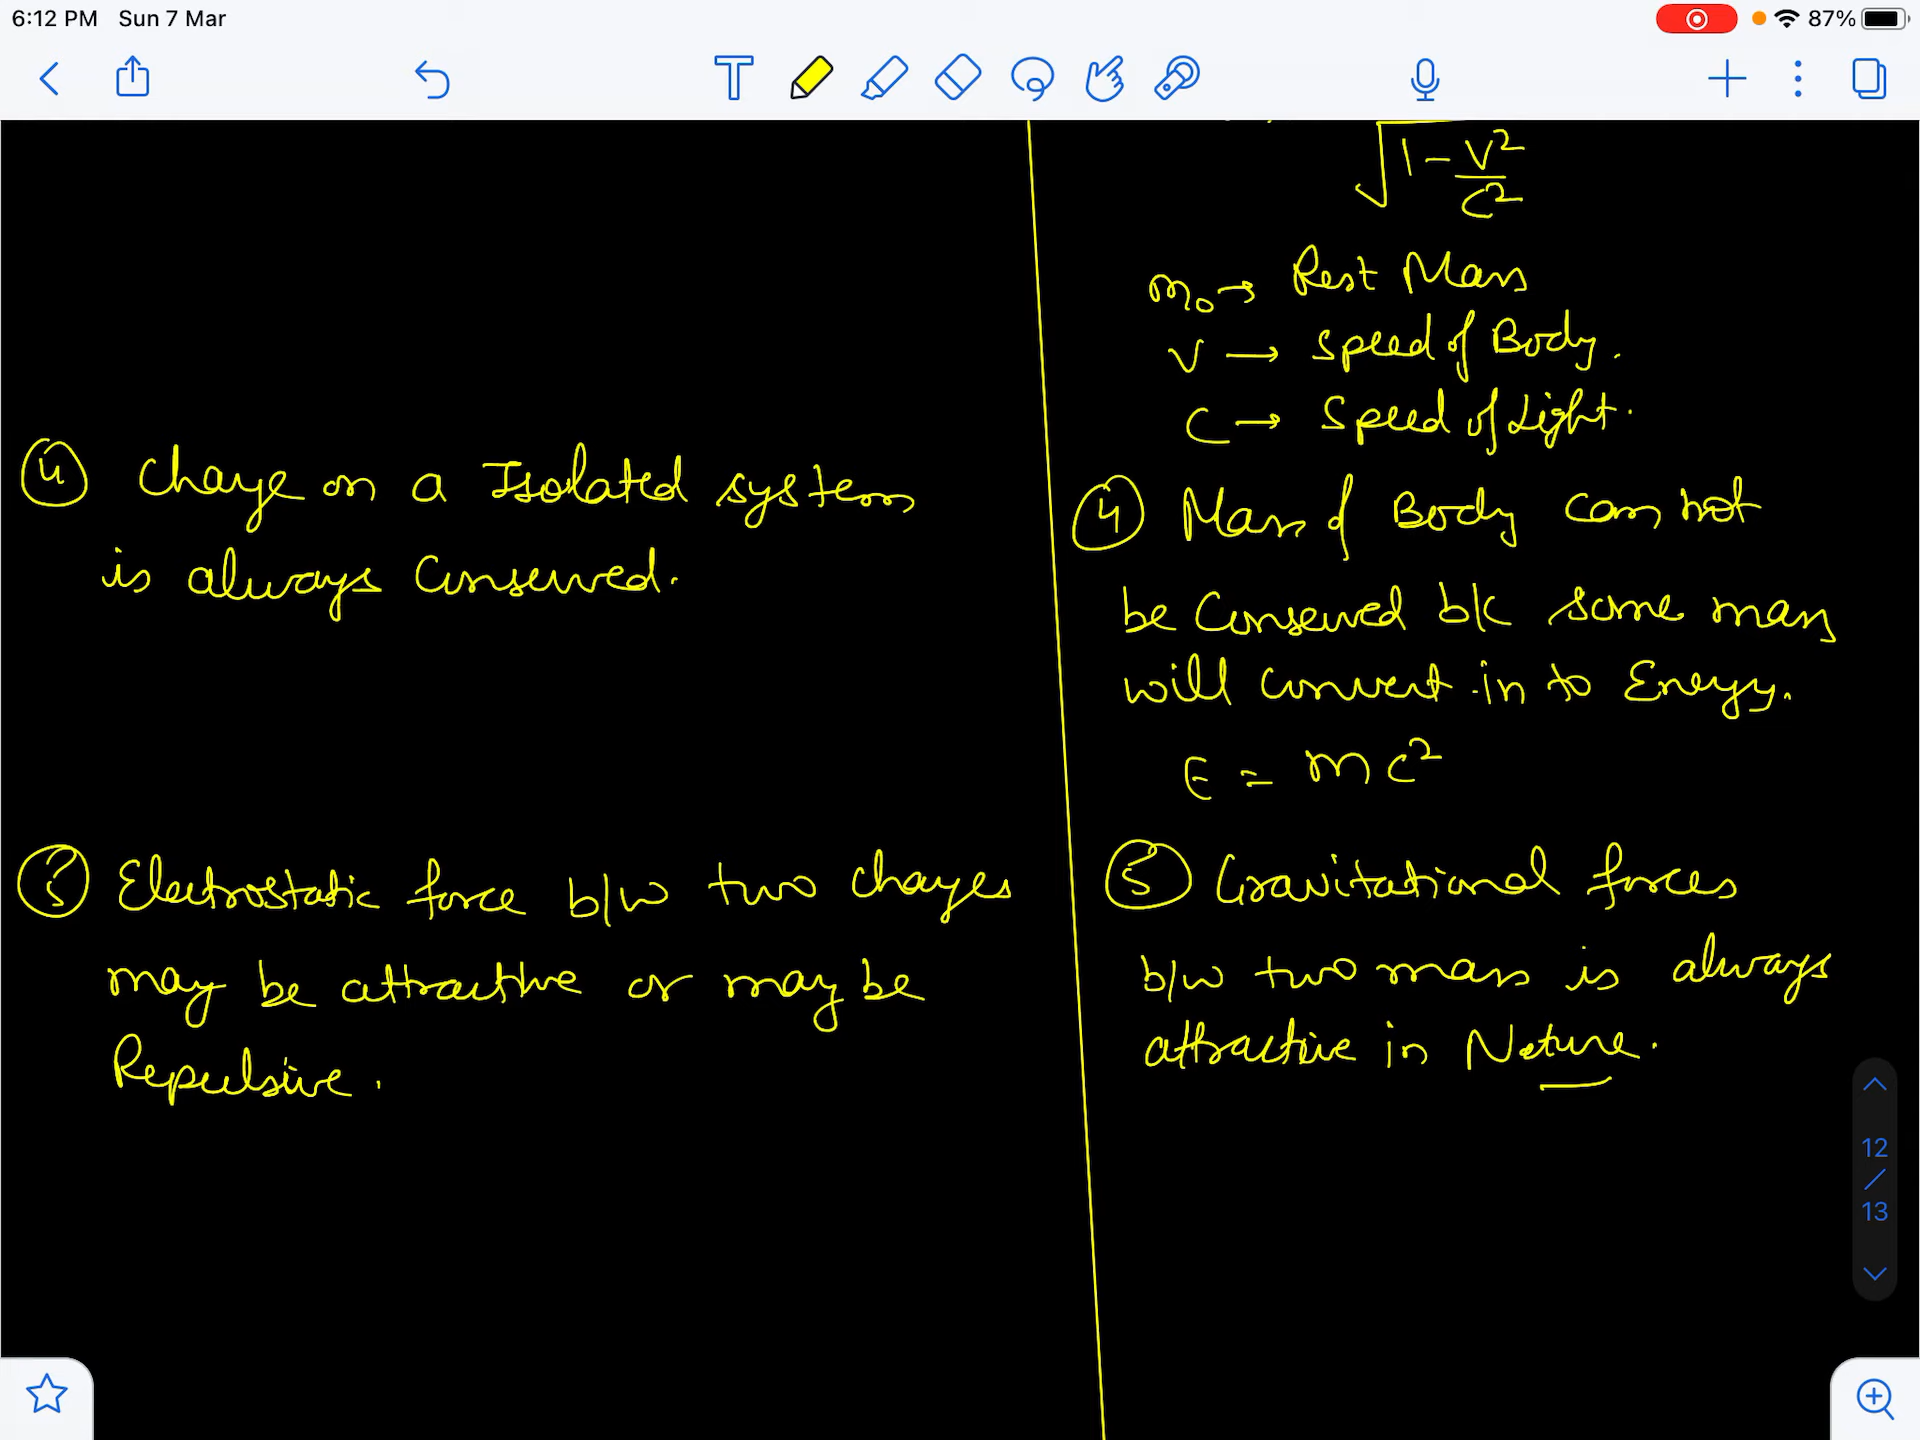 6:12 PM Sun 7 Mar
87%
④ Charge on a Isolated system
is always Conserved.
⑤ Electrostatic force b/w two charges
may be attractive or may be
Repulsive.
√1 - V²/C²
m₀ → Rest Mass
V → Speed of Body.
C → Speed of Light.
④ Mass of Body can not
be Conserved b/c some mass
will convert in to Energy.
E = mc²
⑤ Gravitational forces
b/w two mass is always
attractive in Nature.
12
/
13